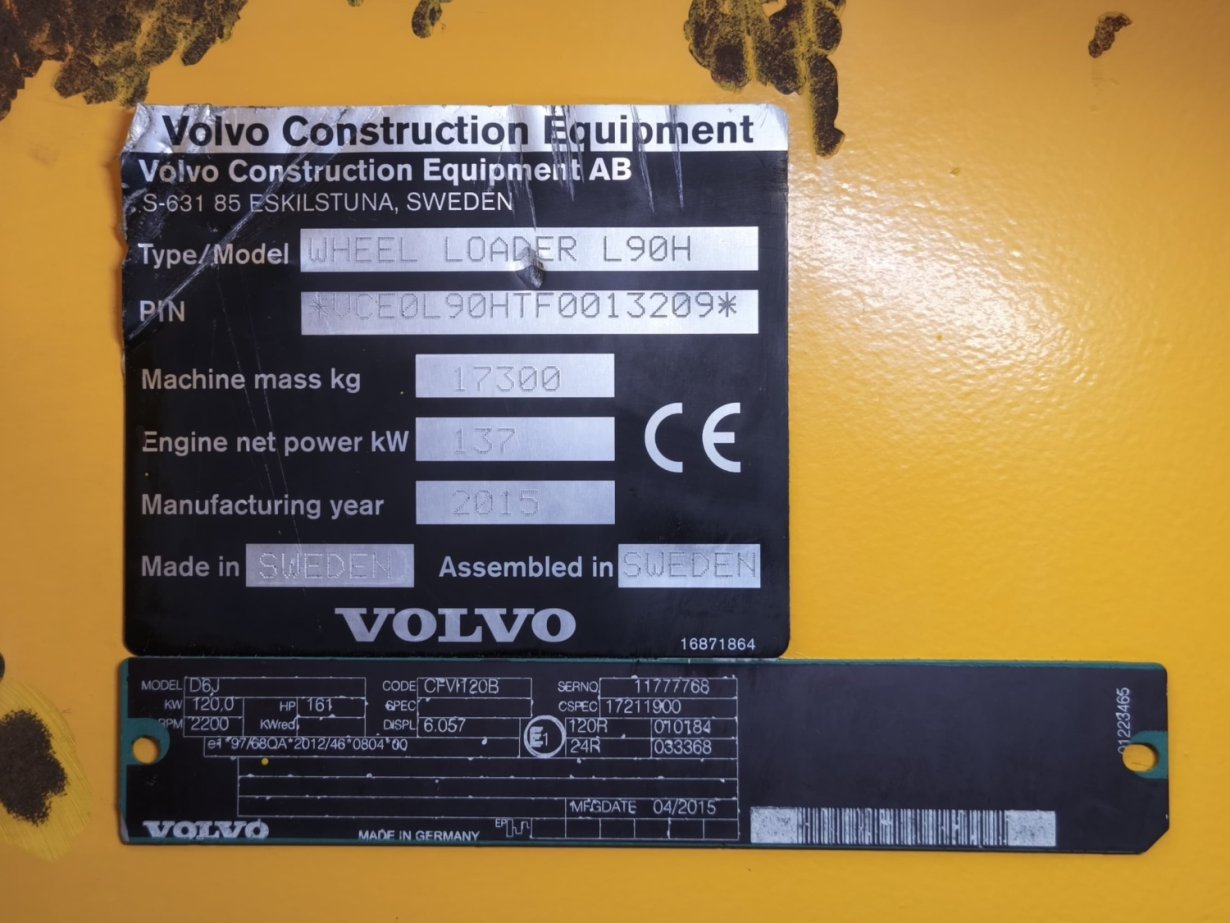 Volvo Construction Equipment
Volvo Construction Equipment AB
S-631 85 ESKILSTUNA, SWEDEN
Type/Model WHEEL LOADER L90H
PIN *VCE0L90HTF0013209*
Machine mass kg 17300
Engine net power kW 137
CE
Manufacturing year 2015
Made in SWEDEN Assembled in SWEDEN
VOLVO
16871864
MODEL D6J CODE CFVH20B SERNO 11777768
KW 120.0 HP 161 SPEC CSPEC 17211900
RPM 2200 KWred DISPL 6.057 E1 120R 010184
e1*97/68QA*2012/46*0804*00 24R 033368
MFGDATE 04/2015
VOLVO MADE IN GERMANY EP
01223465